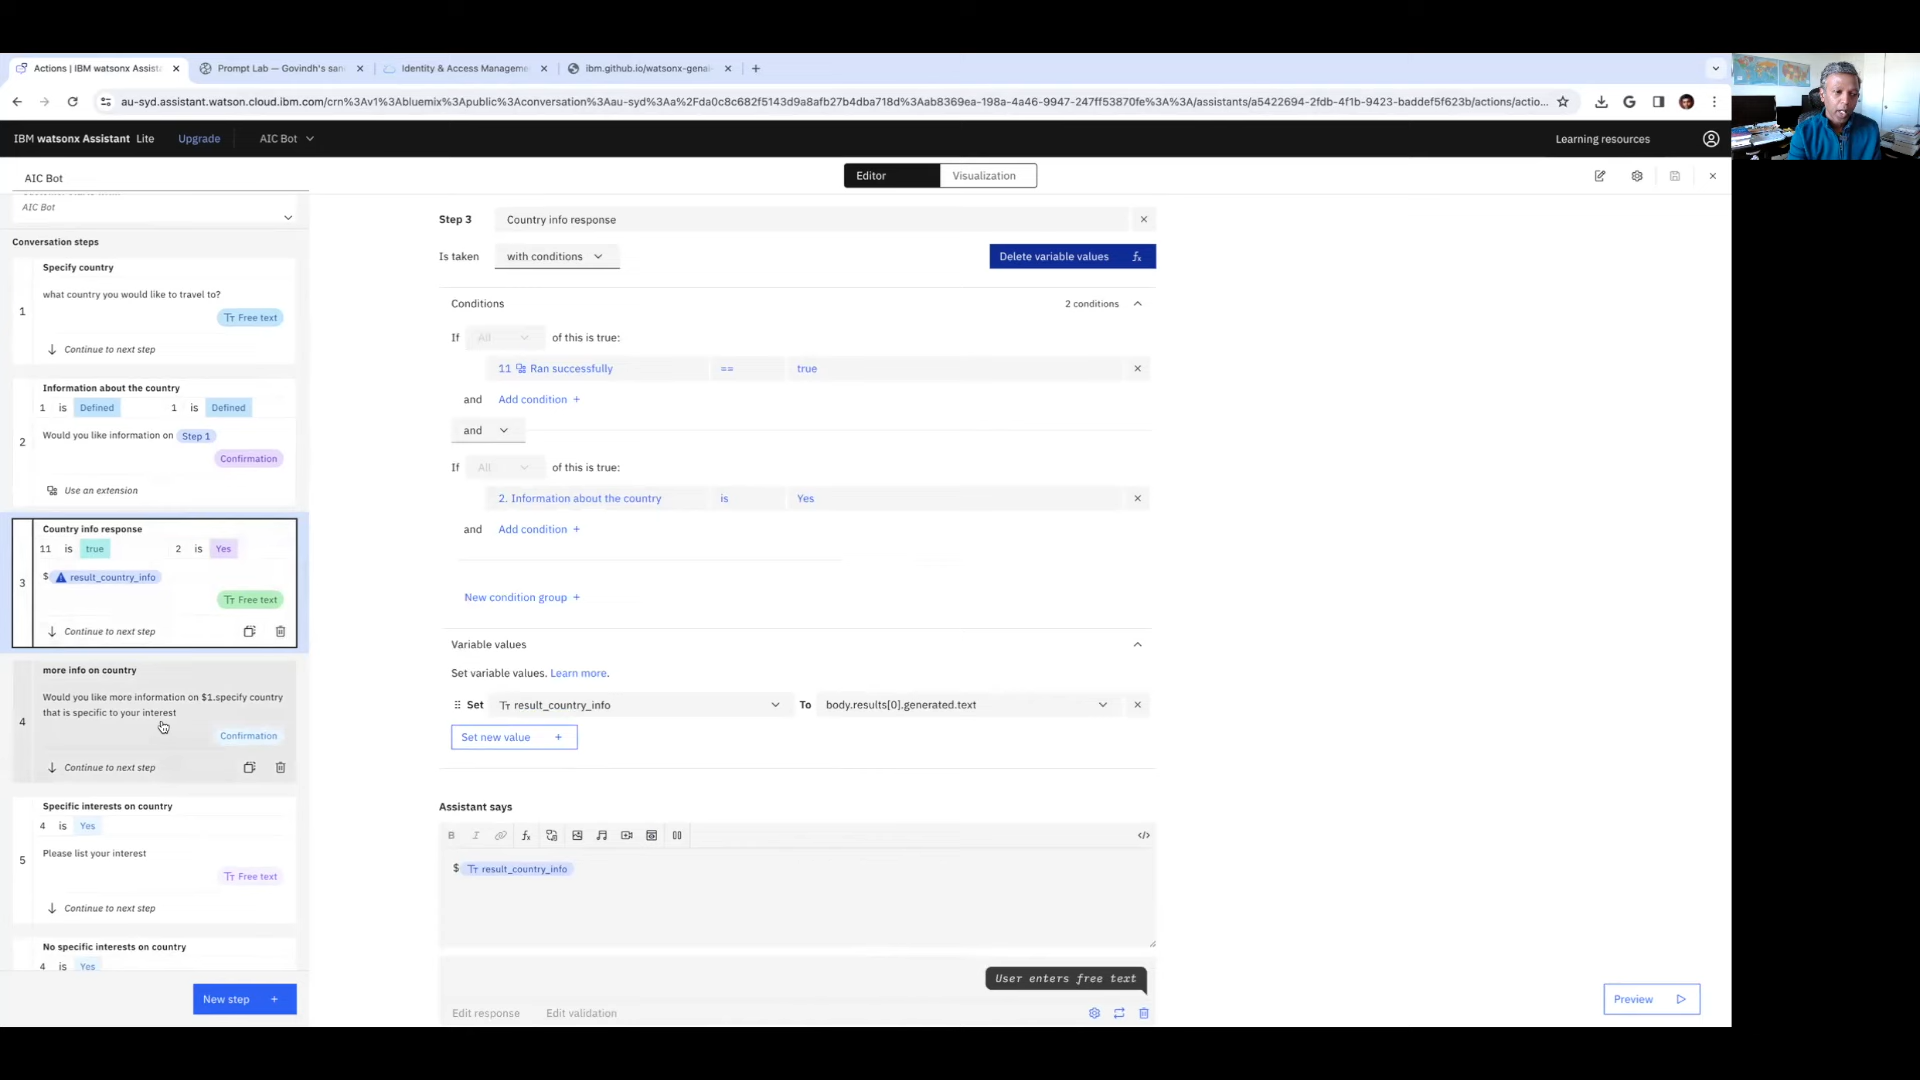 Actions | IBM watsonx Assist
Prompt Lab — Govindh's san
Identity & Access Manageme
ibm.github.io/watsonx-genai-
au-syd.assistant.watson.cloud.ibm.com/crn%3Av1%3Abluemix%3Apublic%3Aconversation%3Aau-syd%3Aa%2Fda0c8c682f5143d9a8afb27b4dba718d%3Aab8369ea-198a-4a46-9947-247ff53870fe%3A%3A/assistants/a5422694-2fdb-4f1b-9423-baddef5f623b/actions/actio...
IBM watsonx Assistant Lite
Upgrade
AIC Bot
Learning resources
AIC Bot
Editor
Visualization
AIC Bot
Conversation steps
Specify country
1
what country you would like to travel to?
Free text
Continue to next step
Information about the country
1 is Defined 1 is Defined
2
Would you like information on Step 1
Confirmation
Use an extension
Country info response
11 is true 2 is Yes
3
$ result_country_info
Free text
Continue to next step
more info on country
4
Would you like more information on $1.specify country
that is specific to your interest
Confirmation
Continue to next step
Specific interests on country
4 is Yes
5
Please list your interest
Free text
Continue to next step
No specific interests on country
4 is Yes
New step +
Step 3
Country info response
Is taken
with conditions
Delete variable values fx
Conditions
2 conditions
If All of this is true:
11 Ran successfully == true
and Add condition +
and
If All of this is true:
2. Information about the country is Yes
and Add condition +
New condition group +
Variable values
Set variable values. Learn more.
Set result_country_info To body.results[0].generated.text
Set new value +
Assistant says
B I fx </>
$ result_country_info
User enters free text
Edit response
Edit validation
Preview